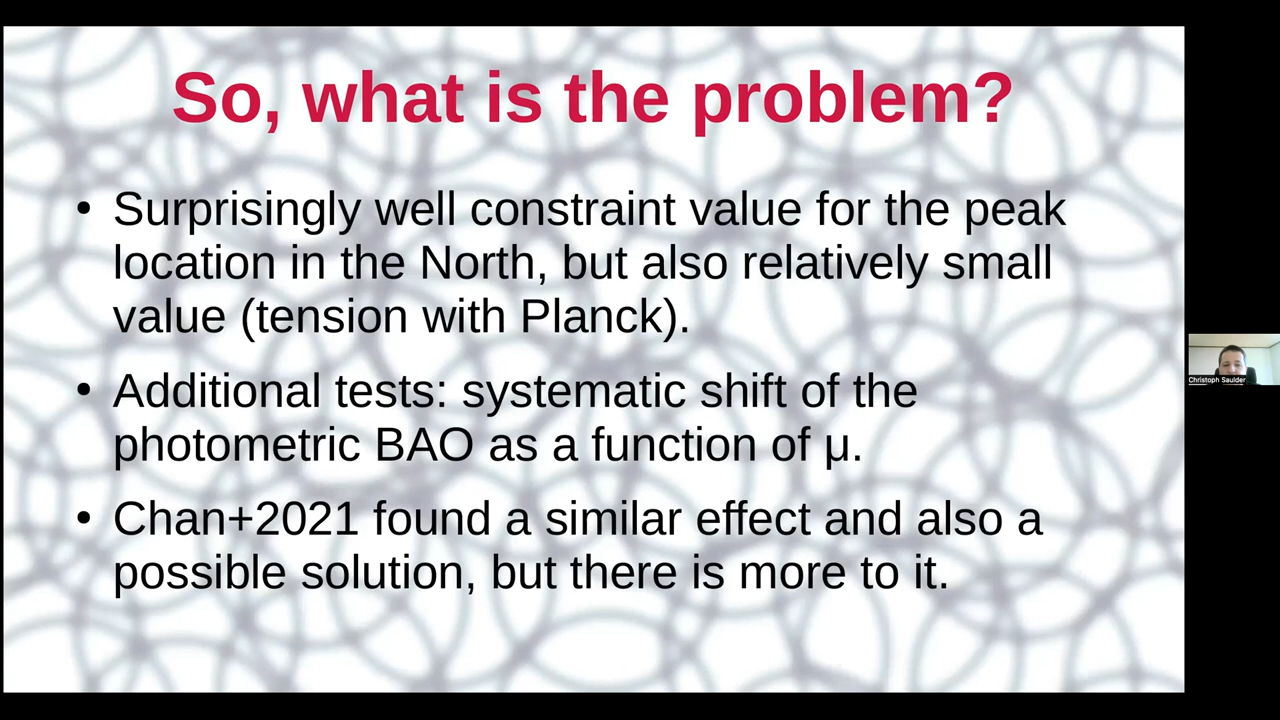 So, what is the problem?
• Surprisingly well constraint value for the peak
location in the North, but also relatively small
value (tension with Planck).
• Additional tests: systematic shift of the
photometric BAO as a function of μ.
• Chan+2021 found a similar effect and also a
possible solution, but there is more to it.
Christoph Saulder